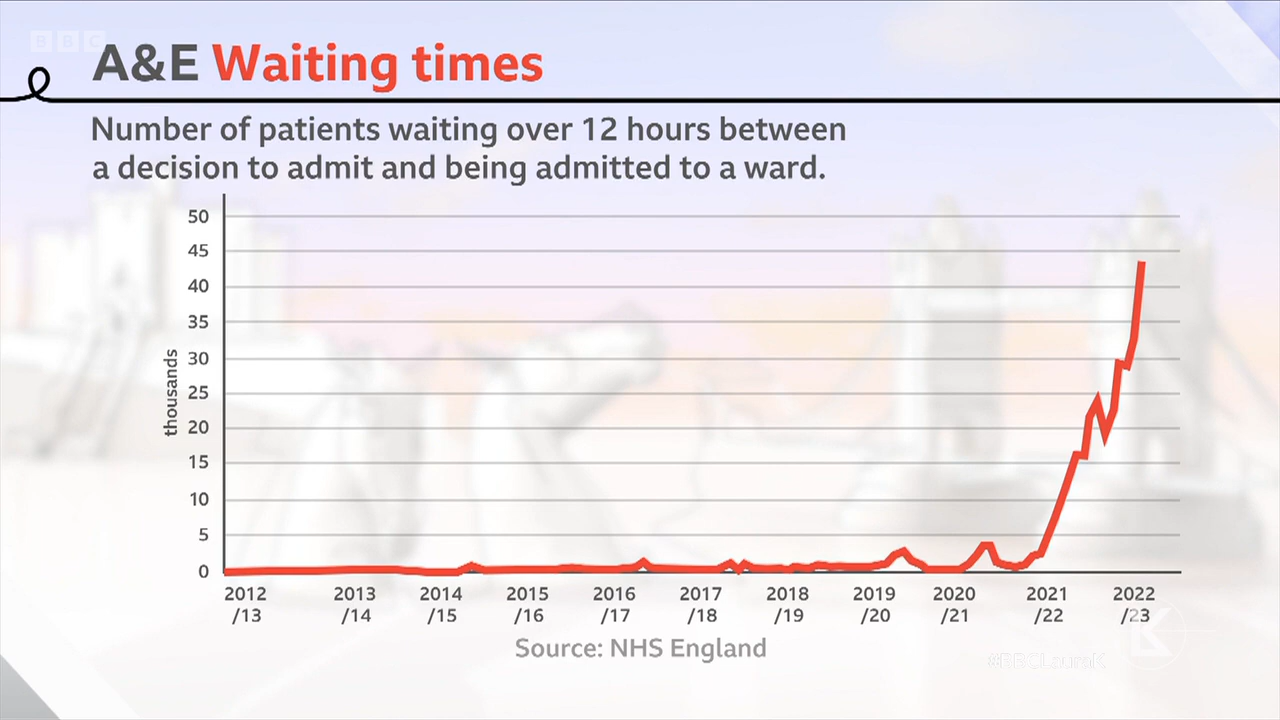 BBC
A&E Waiting times
Number of patients waiting over 12 hours between
a decision to admit and being admitted to a ward.
50
45
40
35
30
25
20
15
10
5
0
thousands
2012 2013 2014 2015 2016 2017 2018 2019 2020 2021 2022
/13 /14 /15 /16 /17 /18 /19 /20 /21 /22 /23
Source: NHS England
#BBCLauraK
K